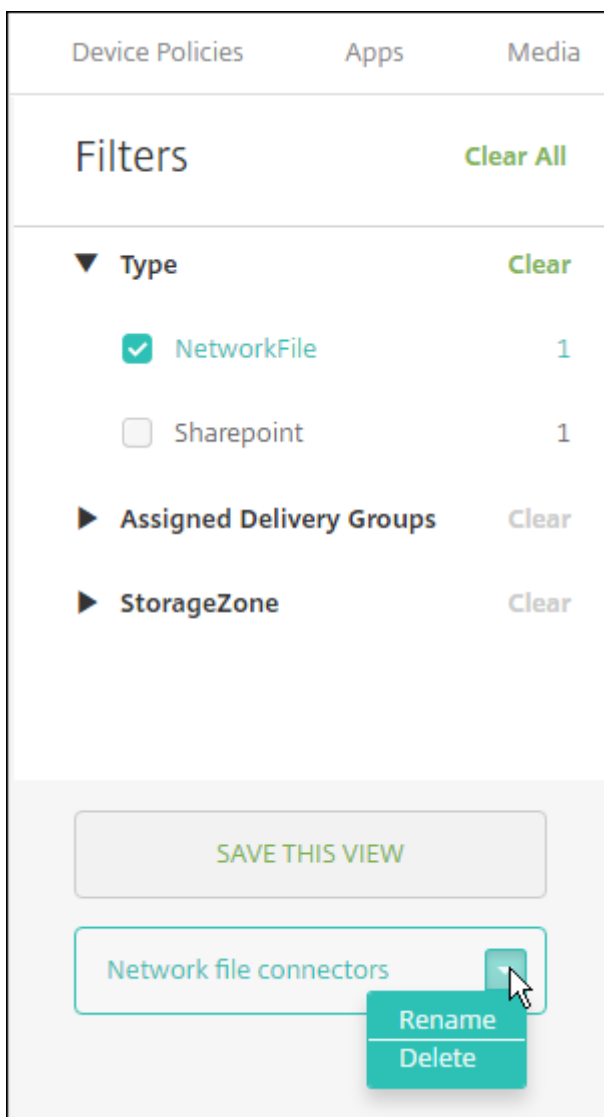 Device Policies Apps Media
Filters Clear All
Type Clear
NetworkFile 1
Sharepoint 1
Assigned Delivery Groups Clear
StorageZone Clear
SAVE THIS VIEW
Network file connectors
Rename
Delete